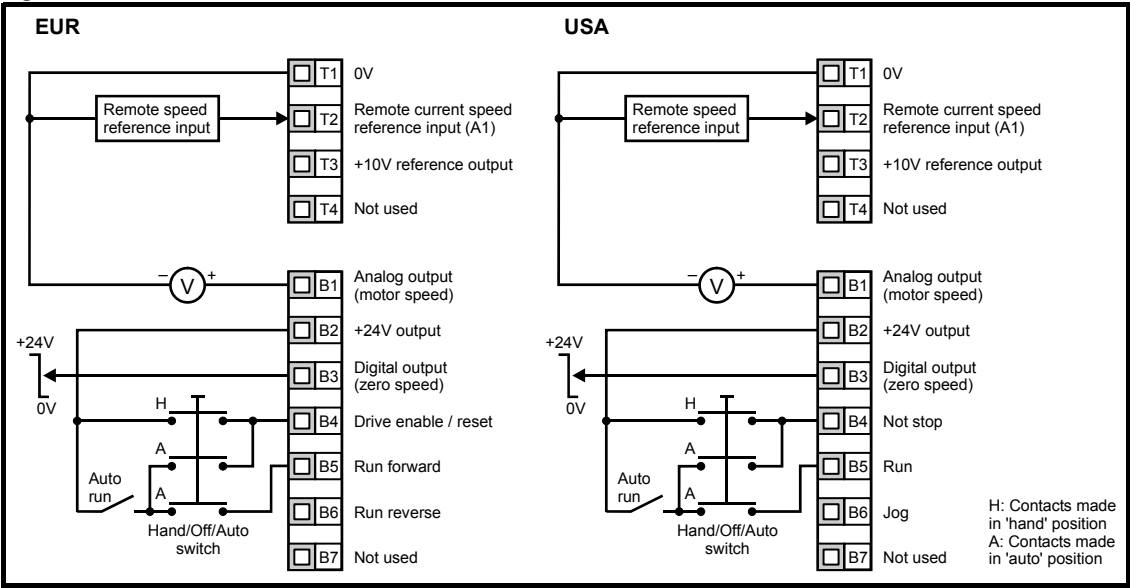 EUR
T1 0V
Remote speed
reference input
T2 Remote current speed
reference input (A1)
T3 +10V reference output
T4 Not used
– V +
B1 Analog output
(motor speed)
B2 +24V output
+24V
0V
B3 Digital output
(zero speed)
H
B4 Drive enable / reset
A
B5 Run forward
Auto
run
A
B6 Run reverse
Hand/Off/Auto
switch
B7 Not used
USA
T1 0V
Remote speed
reference input
T2 Remote current speed
reference input (A1)
T3 +10V reference output
T4 Not used
– V +
B1 Analog output
(motor speed)
B2 +24V output
+24V
0V
B3 Digital output
(zero speed)
H
B4 Not stop
A
B5 Run
Auto
run
A
B6 Jog
Hand/Off/Auto
switch
B7 Not used
H: Contacts made
in 'hand' position
A: Contacts made
in 'auto' position